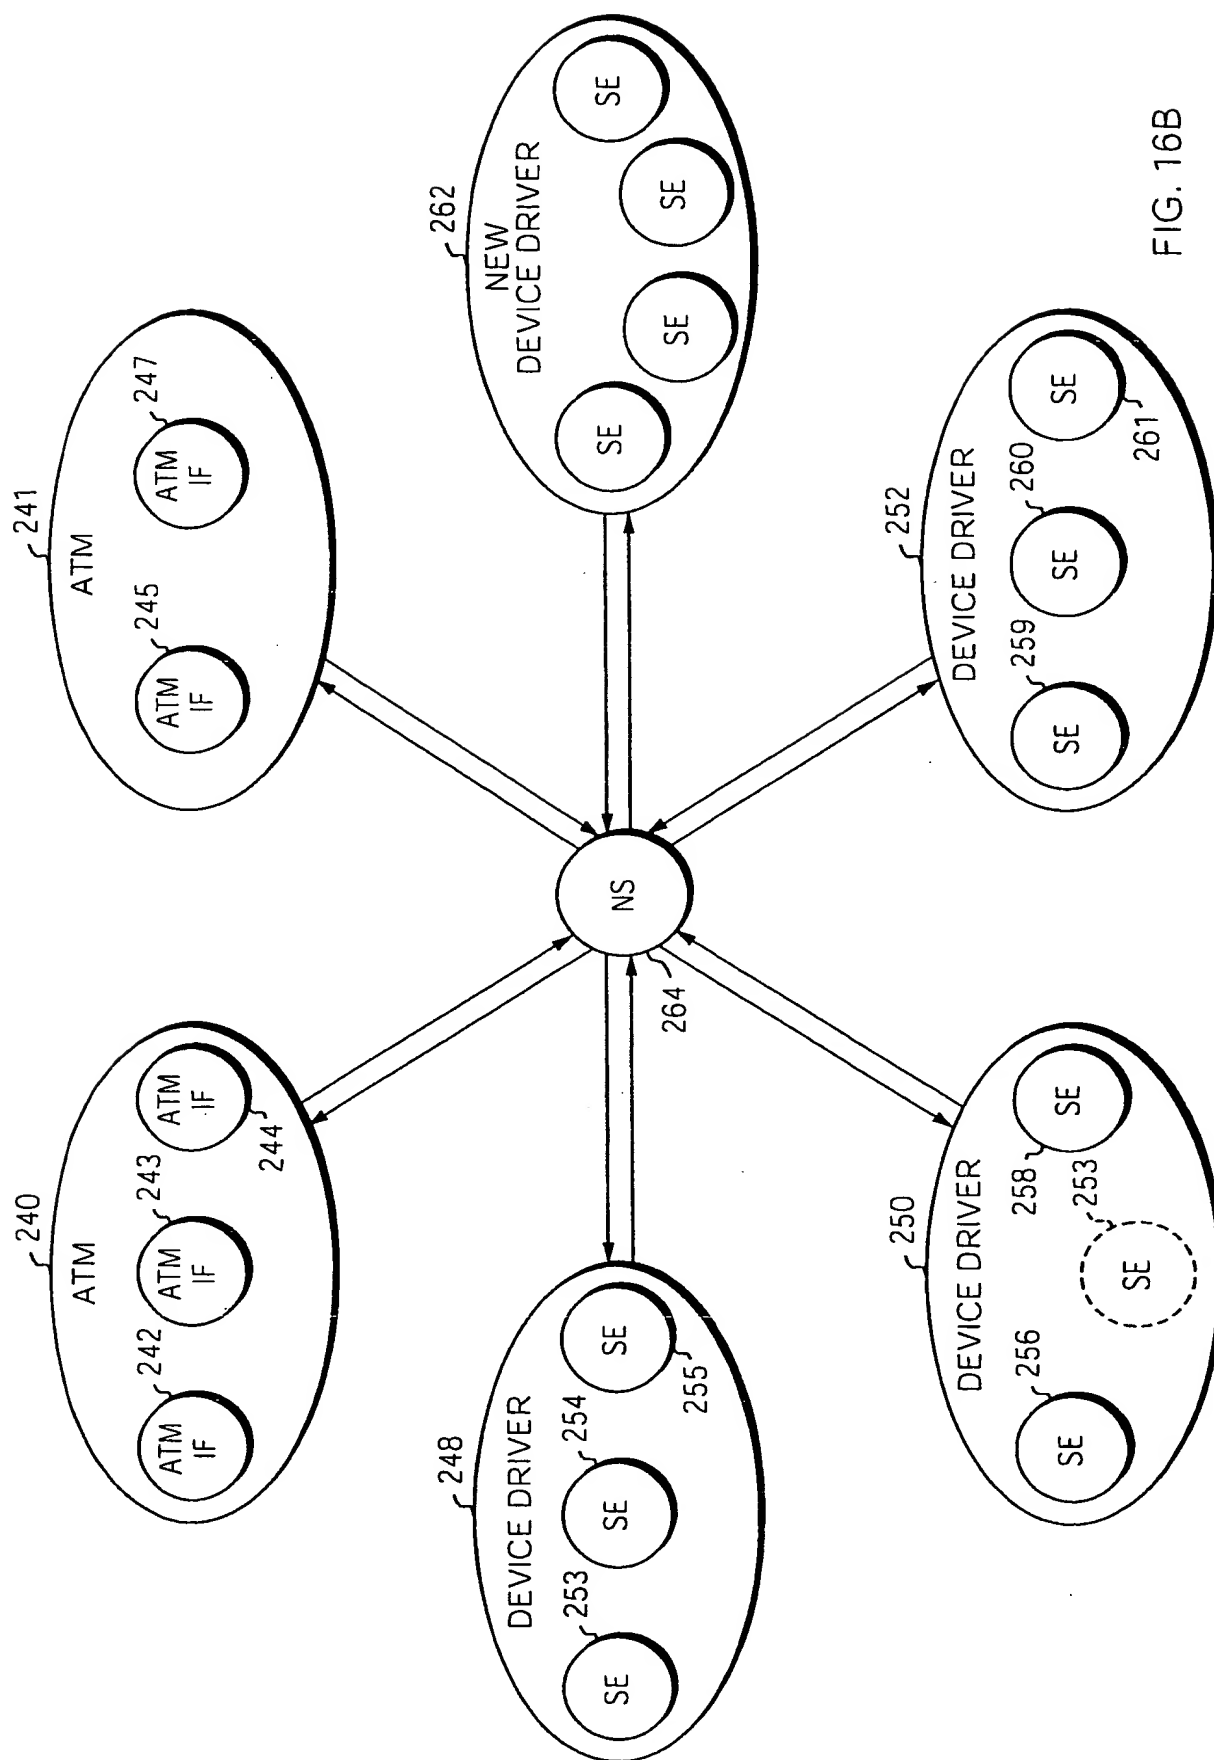 240
ATM
242
243
ATM
IF
ATM
IF
ATM
IF
244
241
ATM
245
247
ATM
IF
ATM
IF
248
DEVICE DRIVER
253
254
SE
SE
SE
255
NS
264
262
NEW
DEVICE DRIVER
SE
SE
SE
SE
250
DEVICE DRIVER
256
258
SE
SE
253
SE
252
DEVICE DRIVER
259
260
SE
SE
SE
261
FIG. 16B